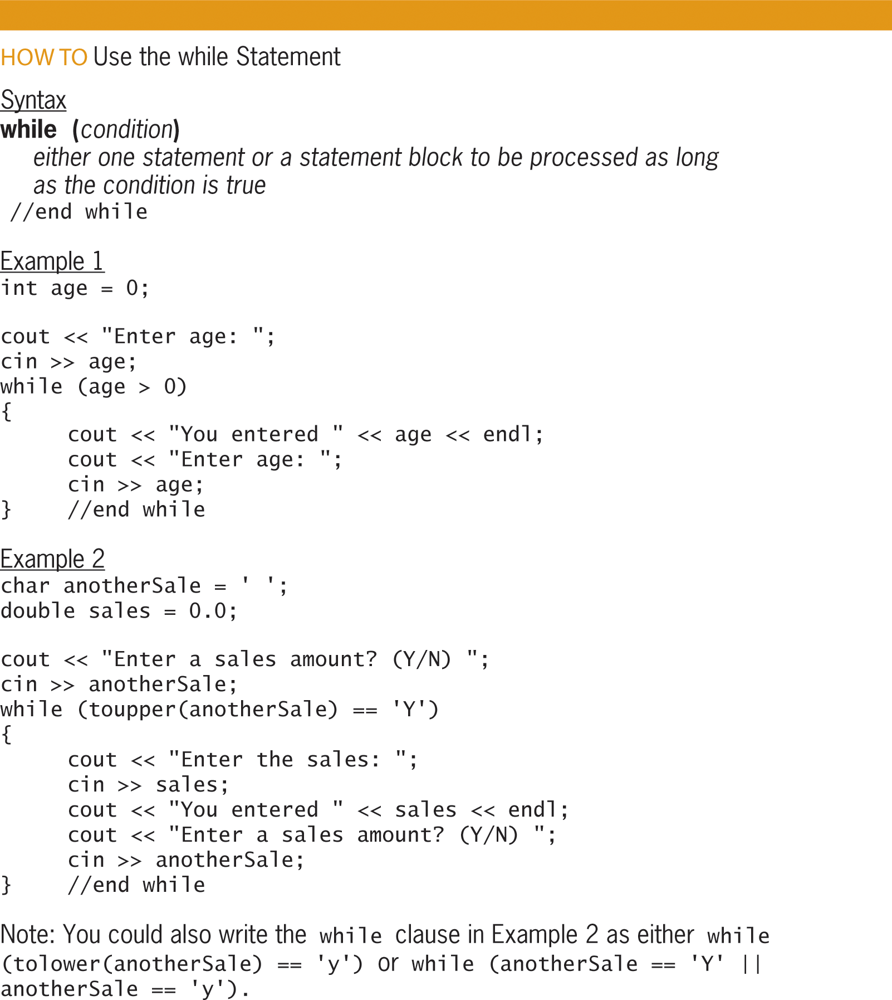 HOW TO Use the while Statement
Syntax
while (condition)
either one statement or a statement block to be processed as long
as the condition is true
//end while
Example 1
int age = 0;
cout << "Enter age: ";
cin >> age;
while (age > 0)
{
cout << "You entered " << age << endl;
cout << "Enter age: ";
cin >> age;
} //end while
Example 2
char anotherSale = ' ';
double sales = 0.0;
cout << "Enter a sales amount? (Y/N) ";
cin >> anotherSale;
while (toupper(anotherSale) == 'Y')
{
cout << "Enter the sales: ";
cin >> sales;
cout << "You entered " << sales << endl;
cout << "Enter a sales amount? (Y/N) ";
cin >> anotherSale;
} //end while
Note: You could also write the while clause in Example 2 as either while
(tolower(anotherSale) == 'y') or while (anotherSale == 'Y' ||
anotherSale == 'y').